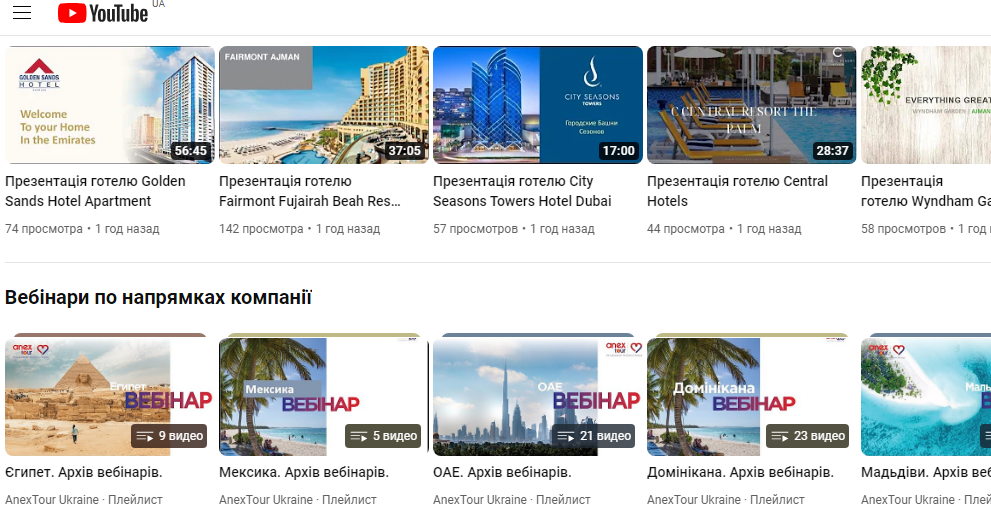 YouTube UA
GOLDEN SANDS
HOTEL
Welcome
To your Home
In the Emirates
56:45
FAIRMONT AJMAN
37:05
CITY SEASONS
TOWERS
Городские Башни
Сезонов
17:00
C CENTRAL RESORT THE
PALM
28:37
EVERYTHING GREAT
WYNDHAM GARDEN | AJMAN
Презентація готелю Golden
Sands Hotel Apartment
74 просмотра • 1 год назад
Презентація готелю
Fairmont Fujairah Beah Res...
142 просмотра • 1 год назад
Презентація готелю City
Seasons Towers Hotel Dubai
57 просмотров • 1 год назад
Презентація готелю Central
Hotels
44 просмотра • 1 год назад
Презентація
готелю Wyndham Ga
58 просмотров • 1 год н
Вебінари по напрямках компанії
anex
tour
Египет
ВЕБІНАР
9 видео
Мексика
ВЕБІНАР
5 видео
anex
tour
ОАЕ
ВЕБІНАР
21 видео
Домінікана
ВЕБІНАР
23 видео
anex
tour
Маль
Єгипет. Архів вебінарів.
AnexTour Ukraine · Плейлист
Мексика. Архів вебінарів.
AnexTour Ukraine · Плейлист
ОАЕ. Архів вебінарів.
AnexTour Ukraine · Плейлист
Домінікана. Архів вебінарів.
AnexTour Ukraine · Плейлист
Мадьдіви. Архів веб
AnexTour Ukraine · Плейлист